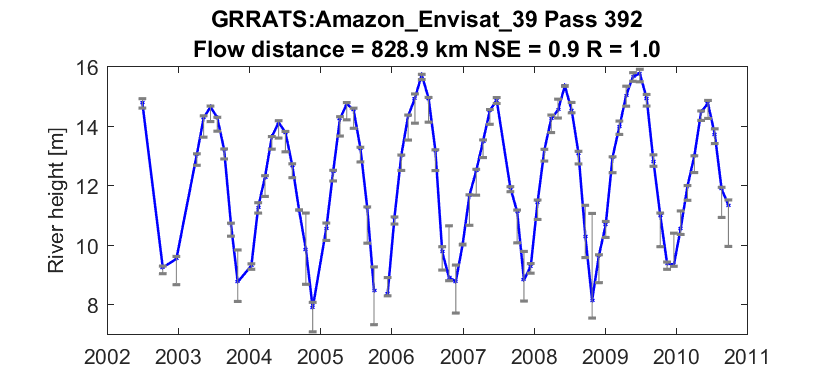 GRRATS:Amazon_Envisat_39 Pass 392
Flow distance = 828.9 km NSE = 0.9 R = 1.0
River height [m]
16
14
12
10
8
2002 2003 2004 2005 2006 2007 2008 2009 2010 2011